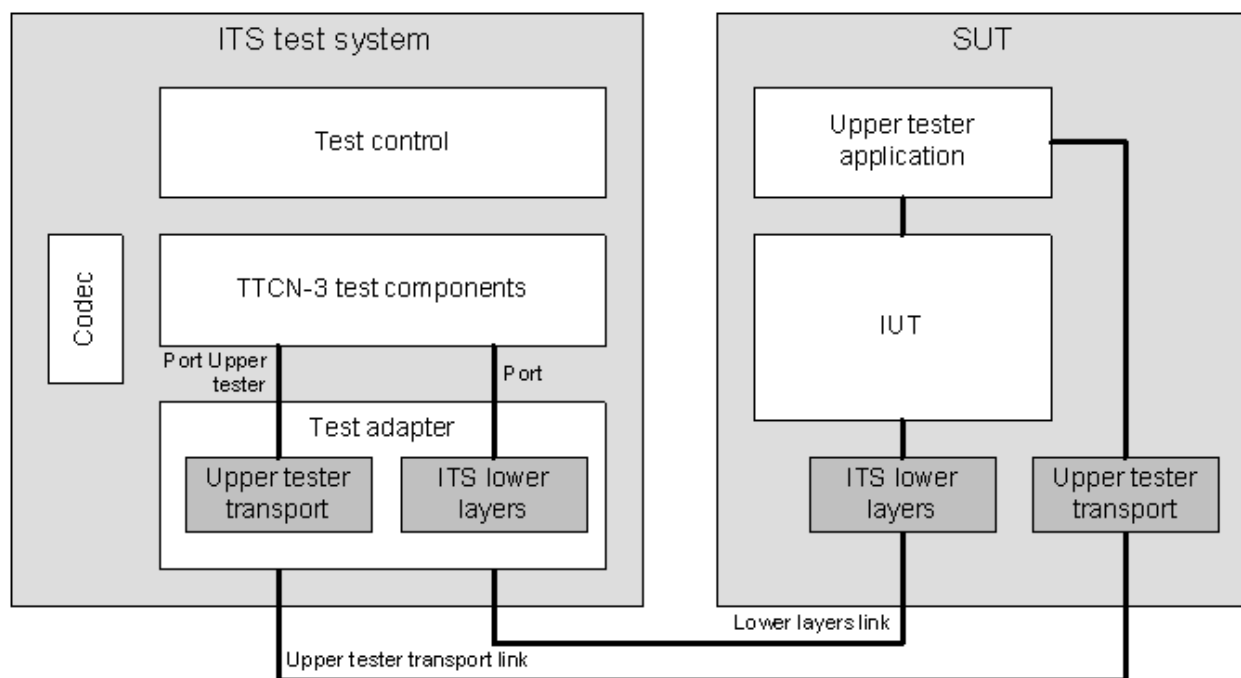 ITS test system
SUT
Test control
Upper tester
application
Codec
TTCN-3 test components
IUT
Port Upper
tester
Port
Test adapter
Upper tester
transport
ITS lower
layers
ITS lower
layers
Upper tester
transport
Lower layers link
Upper tester transport link